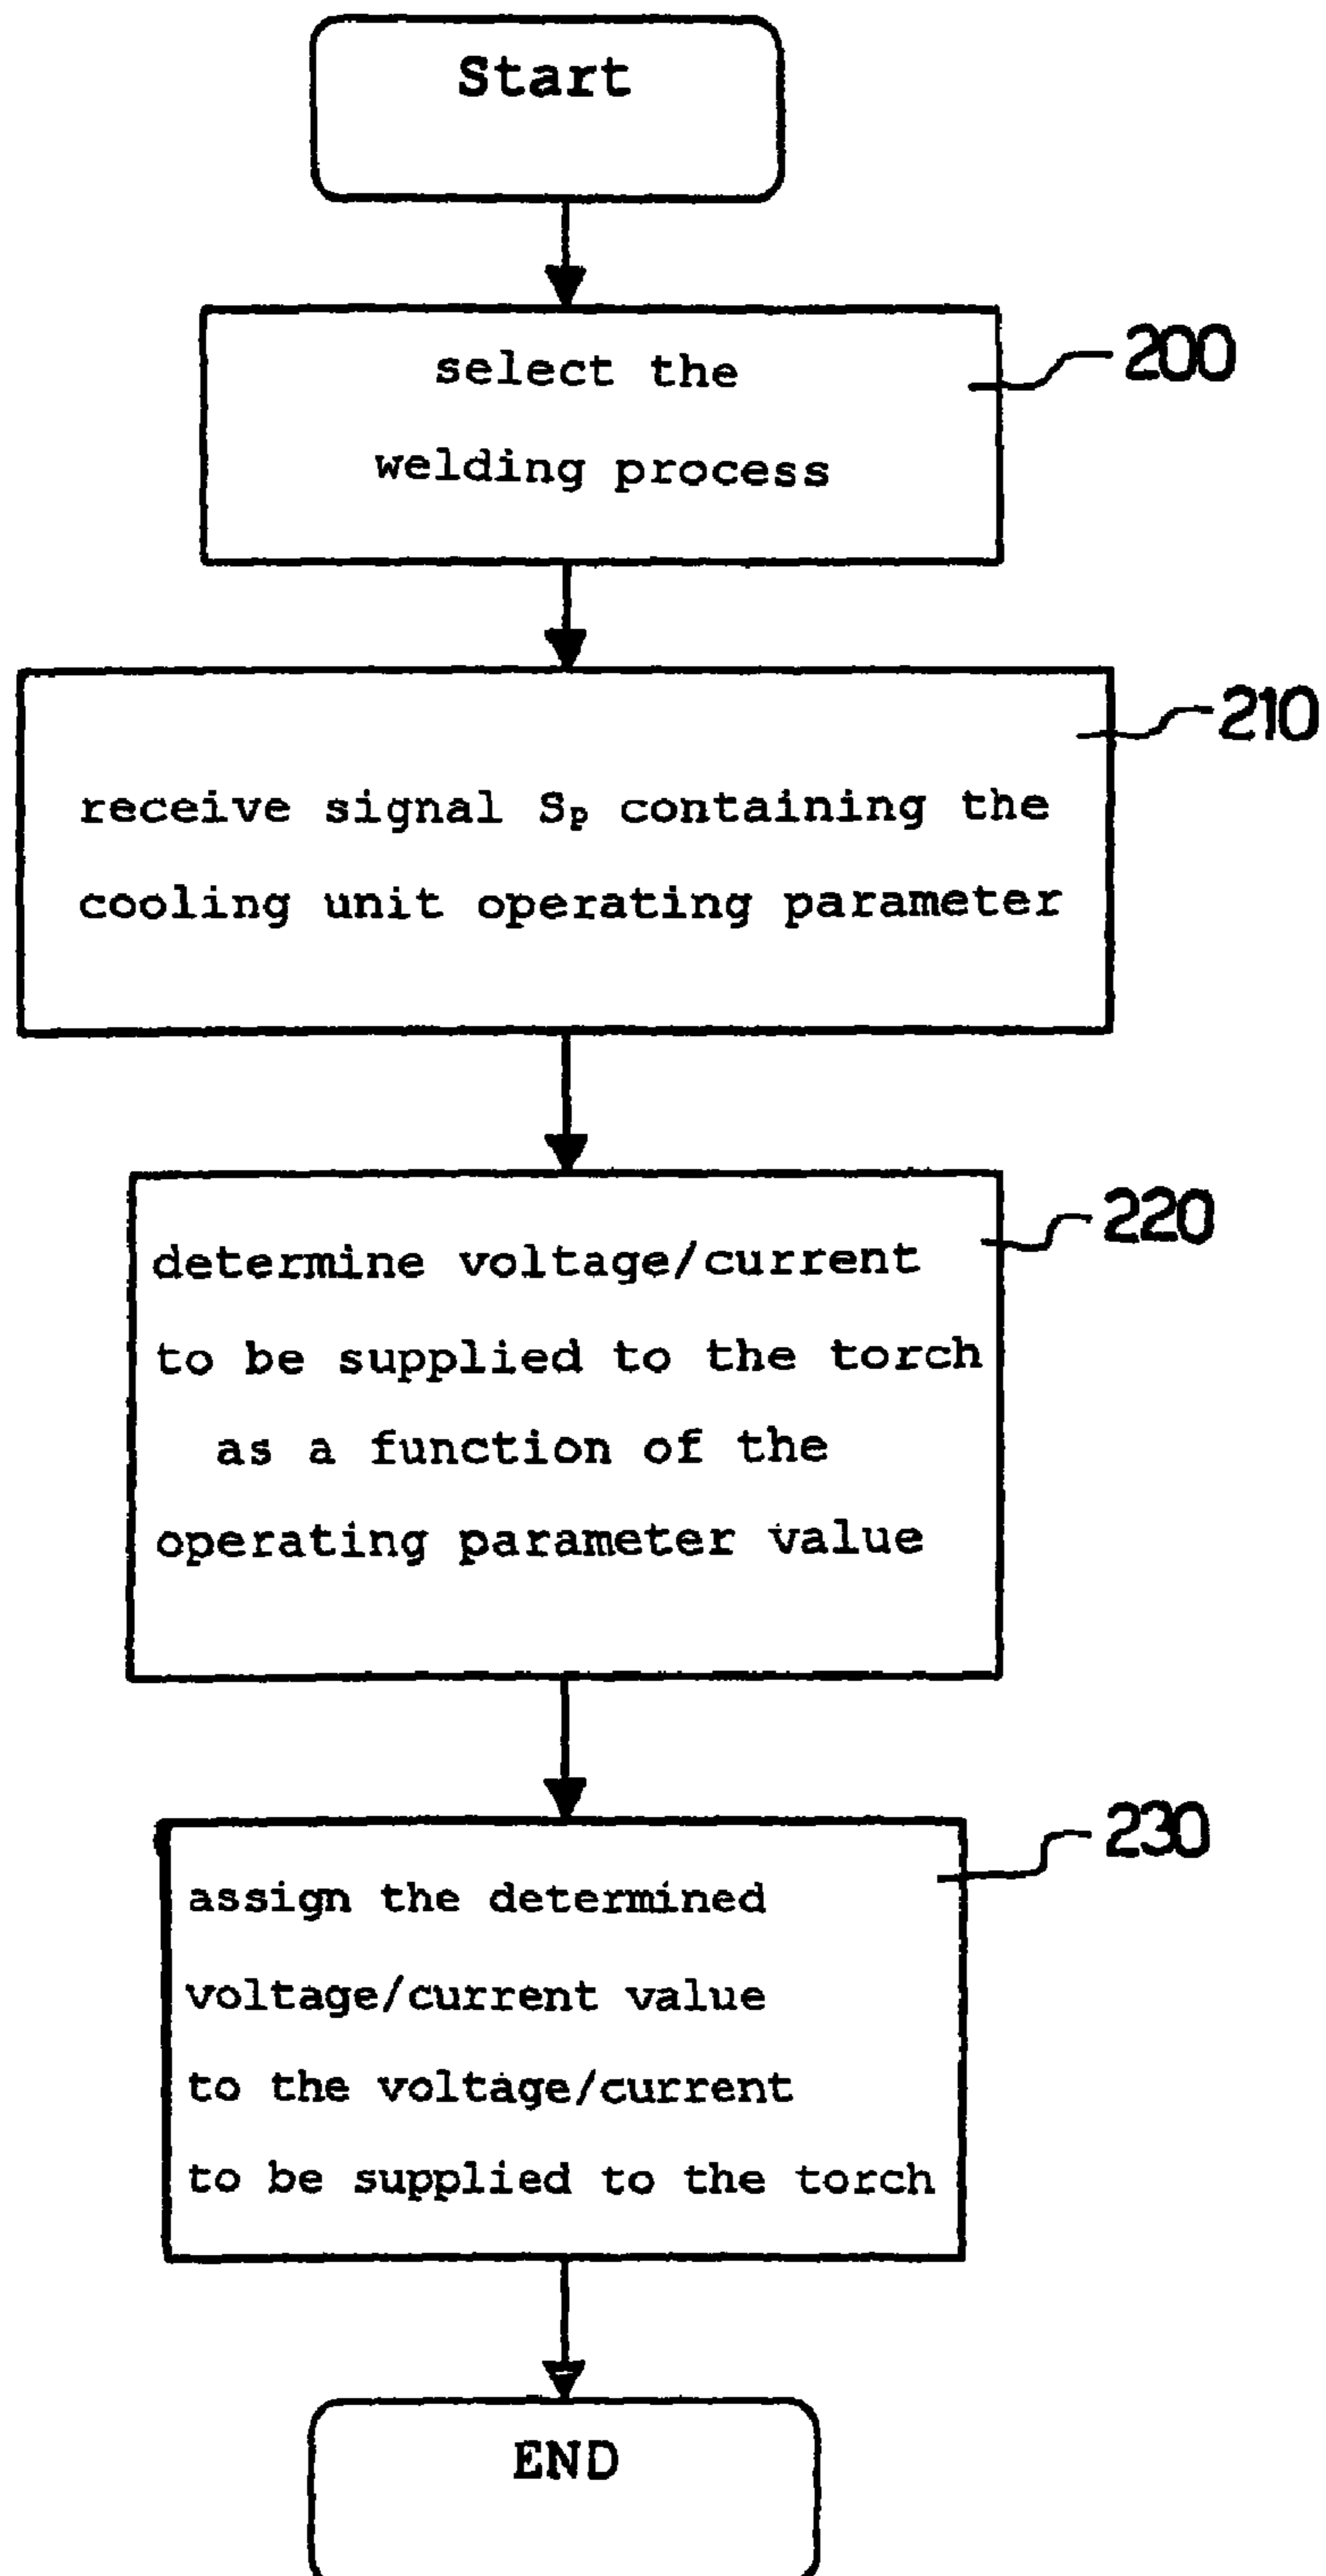 Start
select the
200
welding process
210
receive signal Sp containing the
cooling unit operating parameter
220
determine voltage/current
to be supplied to the torch
as a function of the
operating parameter value
230
assign the determined
voltage/current value
to the voltage/current
to be supplied to the torch
END